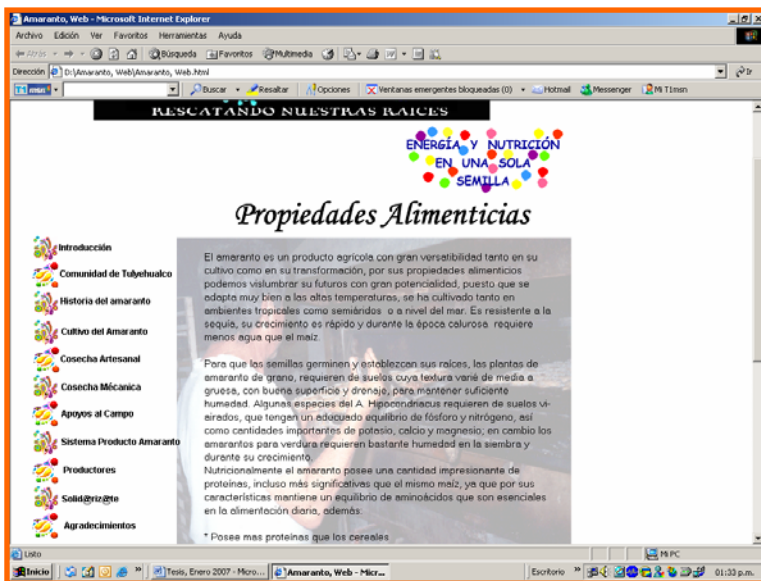 Amaranto, Web - Microsoft Internet Explorer
Archivo Edición Ver Favoritos Herramientas Ayuda
Atrás Búsqueda Favoritos Multimedia
Dirección D:\Amaranto, Web\Amaranto, Web.html Ir
msn Buscar Resaltar Opciones Ventanas emergentes bloqueadas (0) Hotmail Messenger Mi T1msn
RESCATANDO NUESTRAS RAICES
ENERGÍA Y NUTRICIÓN
EN UNA SOLA
SEMILLA
Propiedades Alimenticias
Introducción
Comunidad de Tulyehualco
Historia del amaranto
Cultivo del Amaranto
Cosecha Artesanal
Cosecha Mécanica
Apoyos al Campo
Sistema Producto Amaranto
Productores
Solid@riz@te
Agradecimientos
El amaranto es un producto agrícola con gran versatibilidad tanto en su
cultivo como en su transformación, por sus propiedades alimenticios
podemos vislumbrar su futuros con gran potencialidad, puesto que se
adapta muy bien a las altas temperaturas, se ha cultivado tanto en
ambientes tropicales como semiáridos o a nivel del mar. Es resistente a la
sequía, su crecimiento es rápido y durante la época calurosa requiere
menos agua que el maíz.
Para que las semillas germinen y establezcan sus raíces, las plantas de
amaranto de grano, requieren de suelos cuya textura varié de media a
gruesa, con buena superficie y drenaje, para mantener suficiente
humedad. Algunas especies del A. Hipocondriacus requieren de suelos vi-
airados, que tengan un adecuado equilibrio de fósforo y nitrógeno, así
como cantidades importantes de potasio, calcio y magnesio; en cambio los
amarantos para verdura requieren bastante humedad en la siembra y
durante su crecimiento.
Nutricionalmente el amaranto posee una cantidad impresionante de
proteínas, incluso más significativas que el mismo maíz, ya que por sus
características mantiene un equilibrio de aminoácidos que son esenciales
en la alimentación diaria, además:
* Posee mas proteínas que los cereales
Listo Mi PC
Inicio Tesis, Enero 2007 - Micro... Amaranto, Web - Micr... Escritorio 01:33 p.m.